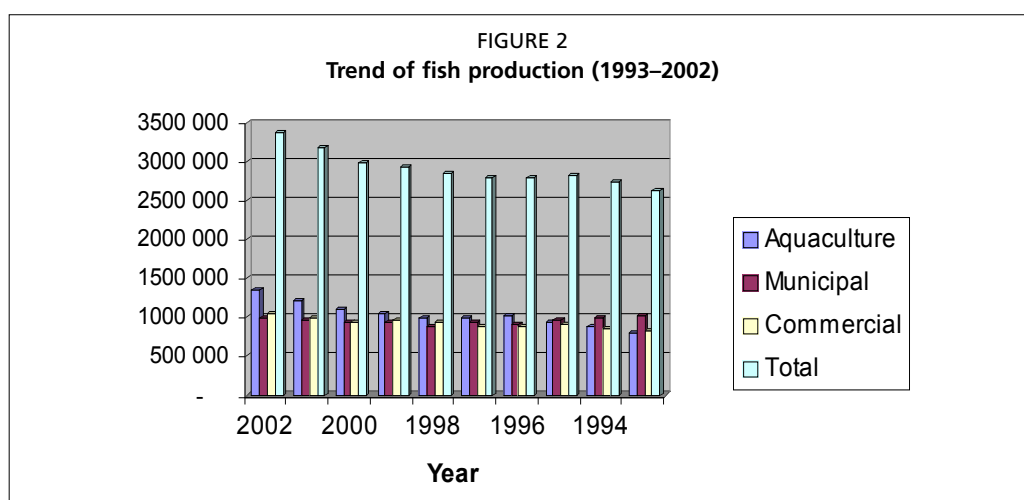 FIGURE 2
Trend of fish production (1993–2002)
3500 000
3000 000
2500 000
2000 000
1500 000
1000 000
500 000
-
2002 2000 1998 1996 1994
Year
Aquaculture
Municipal
Commercial
Total